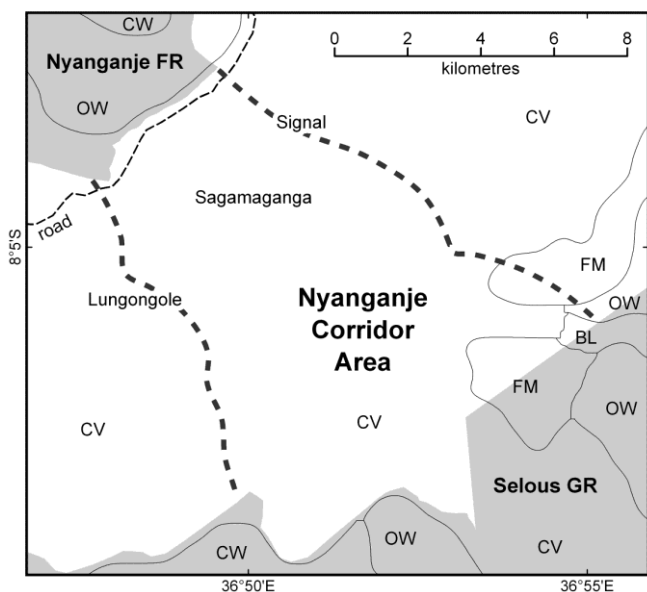 CW
Nyanganje FR
OW
0 2 4 6 8
kilometres
Signal
CV
Sagamaganga
road
8°5'S
FM
Lungongole
Nyanganje
Corridor
Area
OW
BL
FM
OW
CV
CV
Selous GR
CW
OW
CV
36°50'E
36°55'E